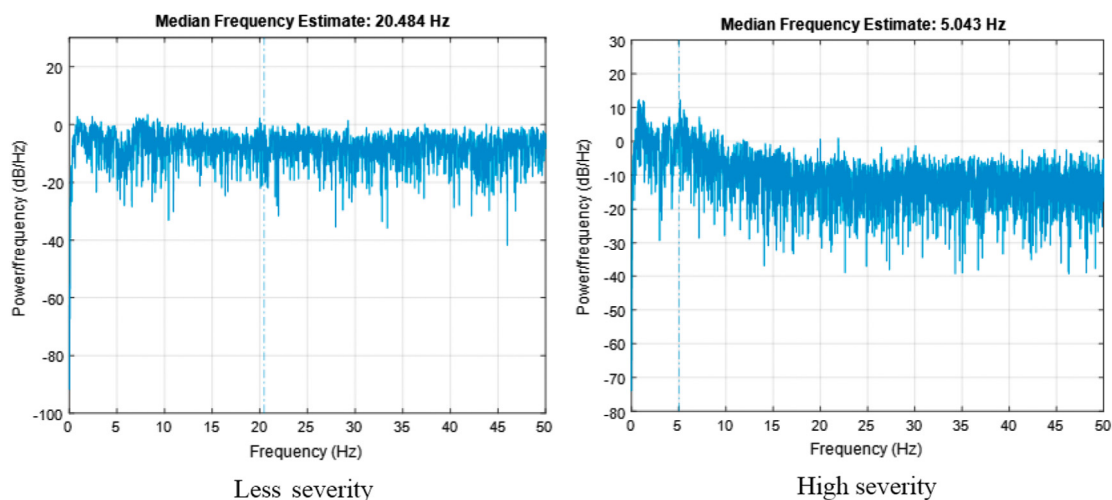 Median Frequency Estimate: 20.484 Hz
20
0
-20
-40
-60
-80
-100
Power/frequency (dB/Hz)
0 5 10 15 20 25 30 35 40 45 50
Frequency (Hz)
Less severity
Median Frequency Estimate: 5.043 Hz
30
20
10
0
-10
-20
-30
-40
-50
-60
-70
-80
Power/frequency (dB/Hz)
0 5 10 15 20 25 30 35 40 45 50
Frequency (Hz)
High severity